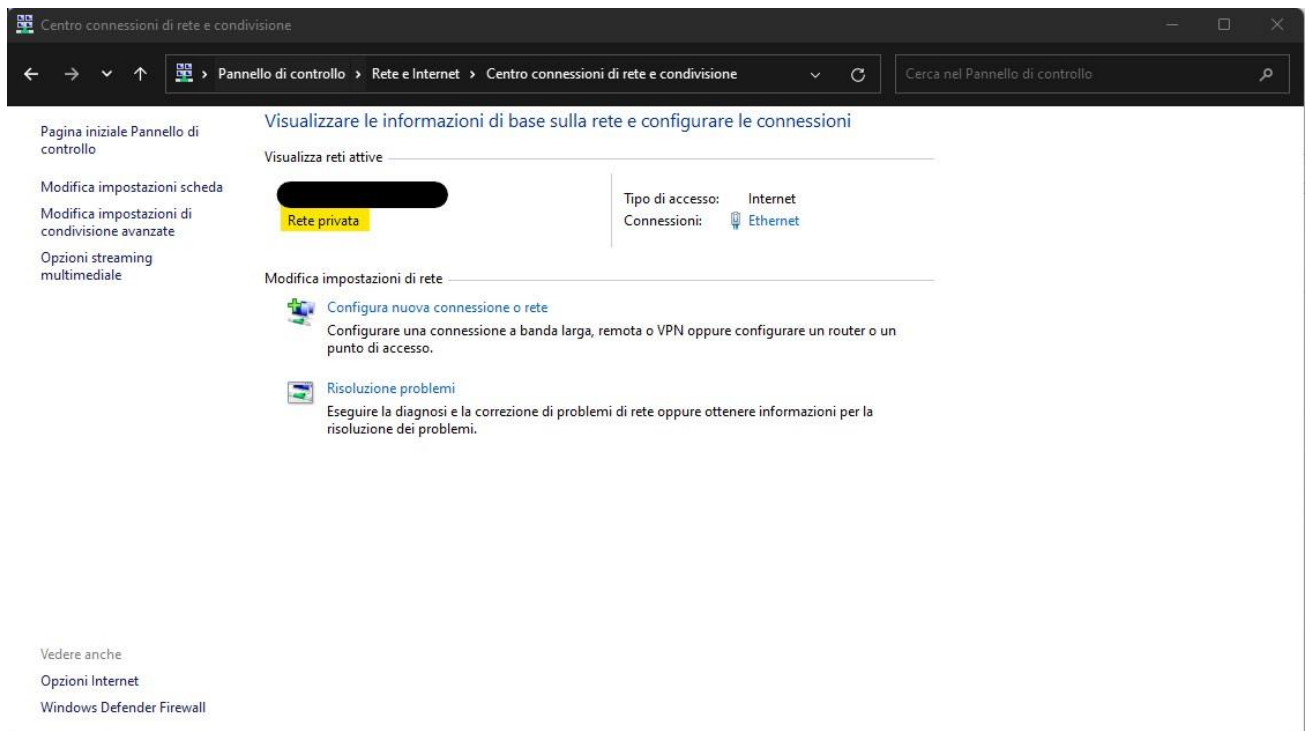 Centro connessioni di rete e condivisione
Pannello di controllo › Rete e Internet › Centro connessioni di rete e condivisione
Cerca nel Pannello di controllo
Pagina iniziale Pannello di
controllo
Modifica impostazioni scheda
Modifica impostazioni di
condivisione avanzate
Opzioni streaming
multimediale
Visualizzare le informazioni di base sulla rete e configurare le connessioni
Visualizza reti attive
Rete privata
Tipo di accesso: Internet
Connessioni: Ethernet
Modifica impostazioni di rete
Configura nuova connessione o rete
Configurare una connessione a banda larga, remota o VPN oppure configurare un router o un
punto di accesso.
Risoluzione problemi
Eseguire la diagnosi e la correzione di problemi di rete oppure ottenere informazioni per la
risoluzione dei problemi.
Vedere anche
Opzioni Internet
Windows Defender Firewall